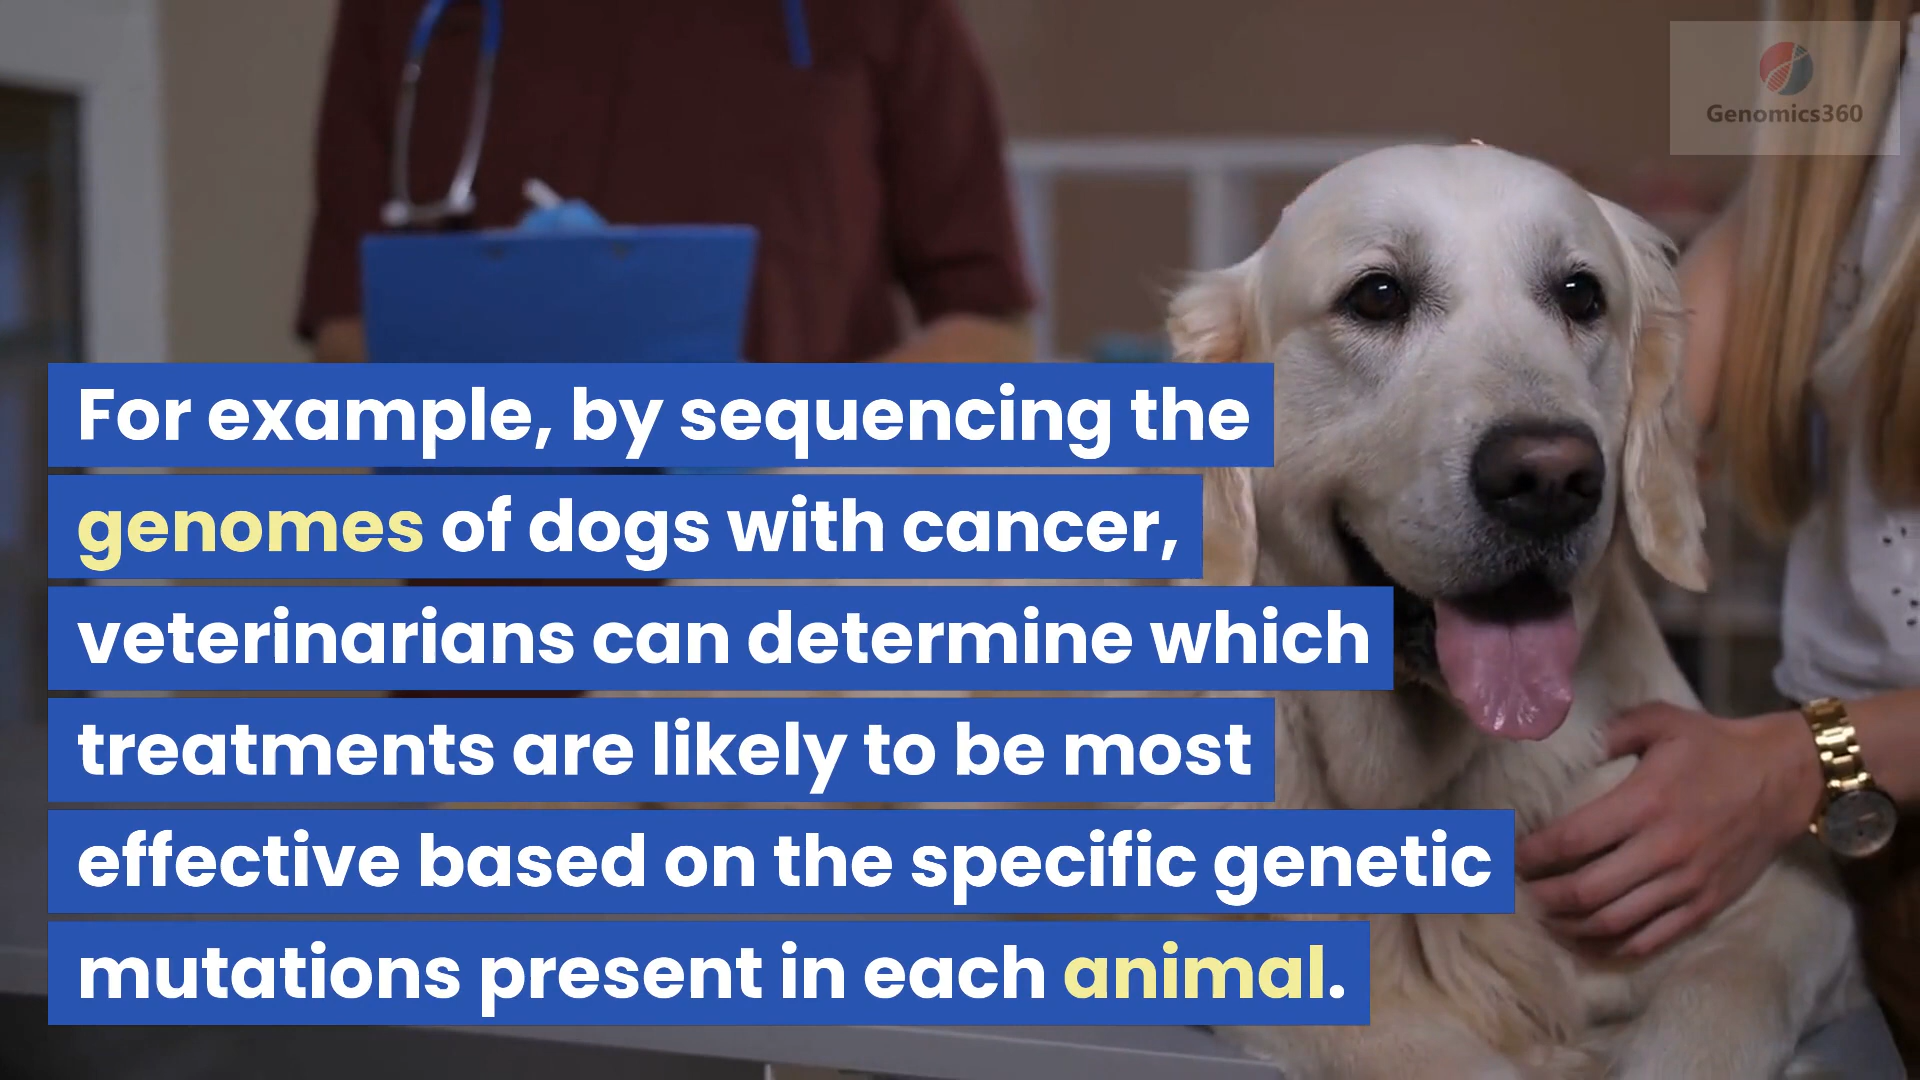 Genomics360
For example, by sequencing the
genomes of dogs with cancer,
veterinarians can determine which
treatments are likely to be most
effective based on the specific genetic
mutations present in each animal.